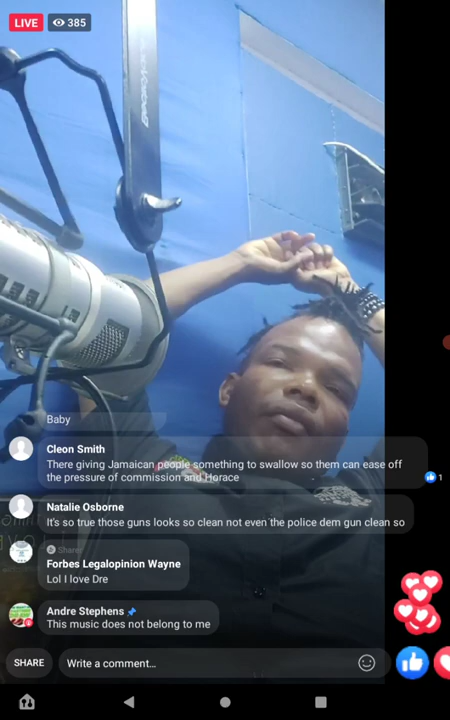 LIVE
385
Baby
Cleon Smith
There giving Jamaican people something to swallow so them can ease off
the pressure of commission and Horace
1
Natalie Osborne
It's so true those guns looks so clean not even the police dem gun clean so
Sharer
Forbes Legalopinion Wayne
Lol I love Dre
Andre Stephens
This music does not belong to me
SHARE
Write a comment...